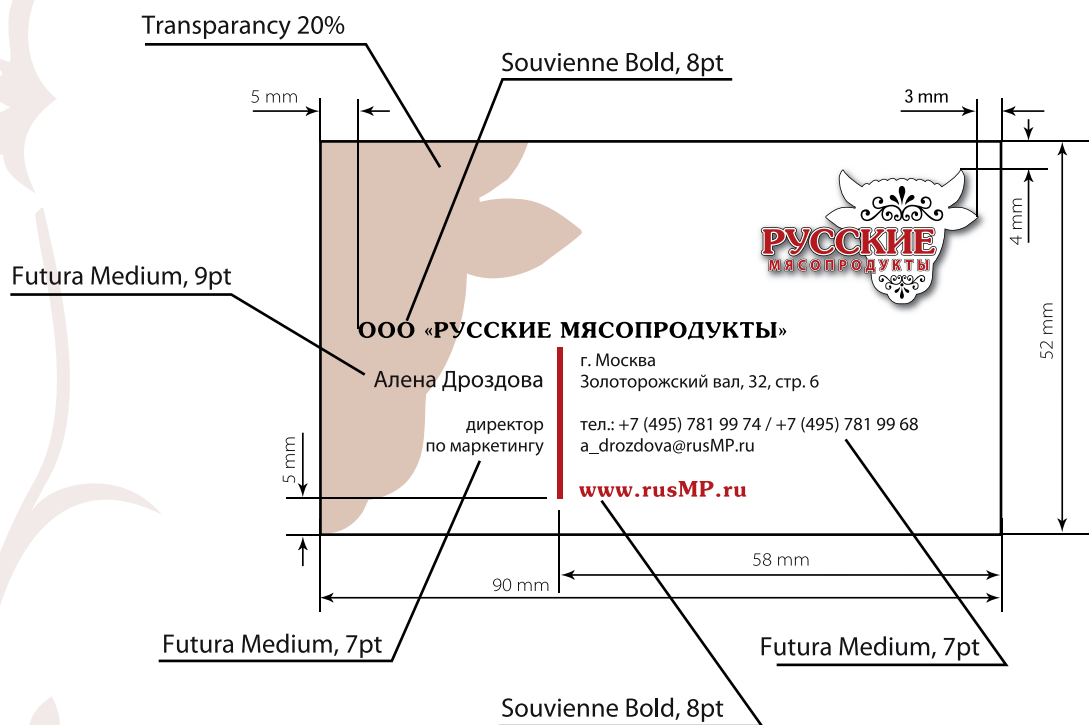 Transparancy 20%
Souvienne Bold, 8pt
5 mm
3 mm
4 mm
РУССКИЕ
МЯСОПРОДУКТЫ
Futura Medium, 9pt
ООО «РУССКИЕ МЯСОПРОДУКТЫ»
52 mm
Алена Дроздова
г. Москва
Золоторожский вал, 32, стр. 6
директор
по маркетингу
тел.: +7 (495) 781 99 74 / +7 (495) 781 99 68
a_drozdova@rusMP.ru
5 mm
www.rusMP.ru
58 mm
90 mm
Futura Medium, 7pt
Futura Medium, 7pt
Souvienne Bold, 8pt